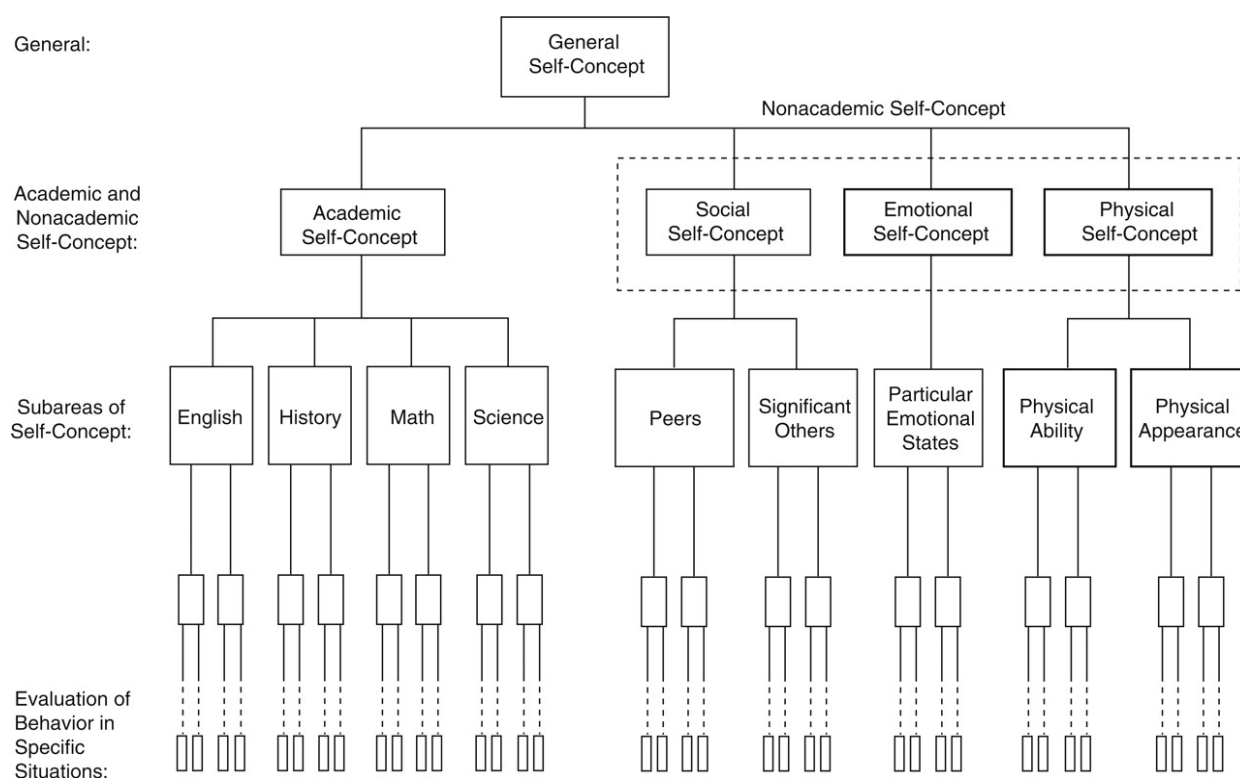 General:
General
Self-Concept
Nonacademic Self-Concept
Academic and
Nonacademic
Self-Concept:
Academic
Self-Concept
Social
Self-Concept
Emotional
Self-Concept
Physical
Self-Concept
Subareas of
Self-Concept:
English
History
Math
Science
Peers
Significant
Others
Particular
Emotional
States
Physical
Ability
Physical
Appearance
Evaluation of
Behavior in
Specific
Situations: